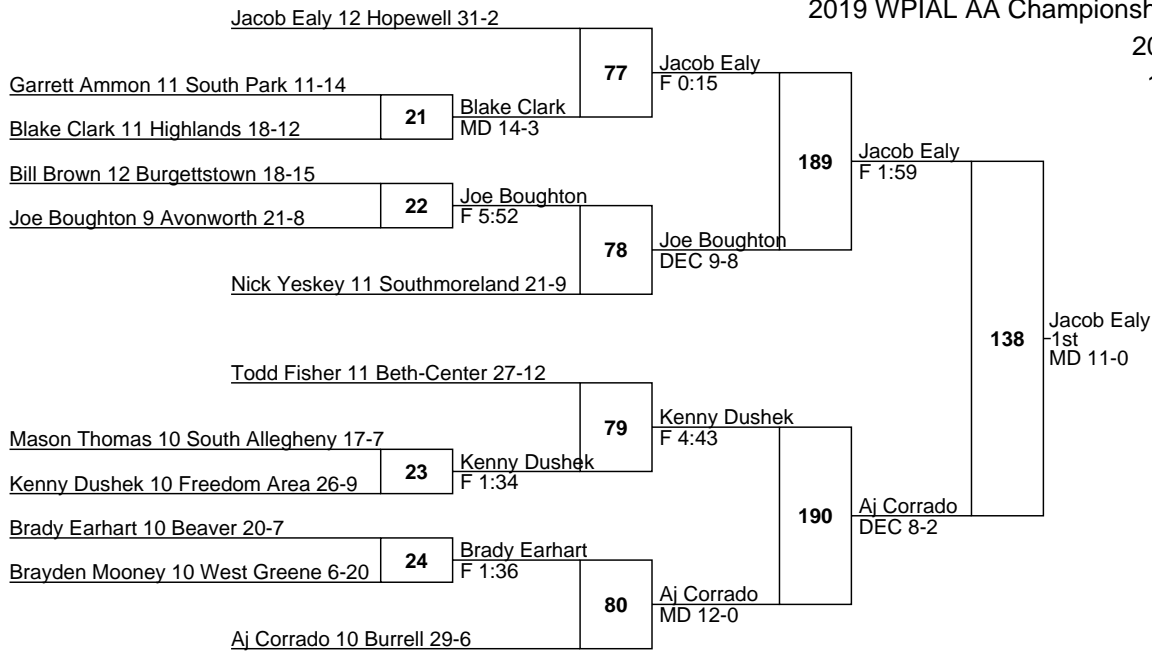 2019 WPIAL AA Championsh
20
1
Jacob Ealy 12 Hopewell 31-2
77
Jacob Ealy
F 0:15
Garrett Ammon 11 South Park 11-14
21
Blake Clark
MD 14-3
Blake Clark 11 Highlands 18-12
189
Jacob Ealy
F 1:59
Bill Brown 12 Burgettstown 18-15
22
Joe Boughton
F 5:52
Joe Boughton 9 Avonworth 21-8
78
Joe Boughton
DEC 9-8
Nick Yeskey 11 Southmoreland 21-9
138
Jacob Ealy
1st
MD 11-0
Todd Fisher 11 Beth-Center 27-12
79
Kenny Dushek
F 4:43
Mason Thomas 10 South Allegheny 17-7
23
Kenny Dushek
F 1:34
Kenny Dushek 10 Freedom Area 26-9
190
Aj Corrado
DEC 8-2
Brady Earhart 10 Beaver 20-7
24
Brady Earhart
F 1:36
Brayden Mooney 10 West Greene 6-20
80
Aj Corrado
MD 12-0
Aj Corrado 10 Burrell 29-6